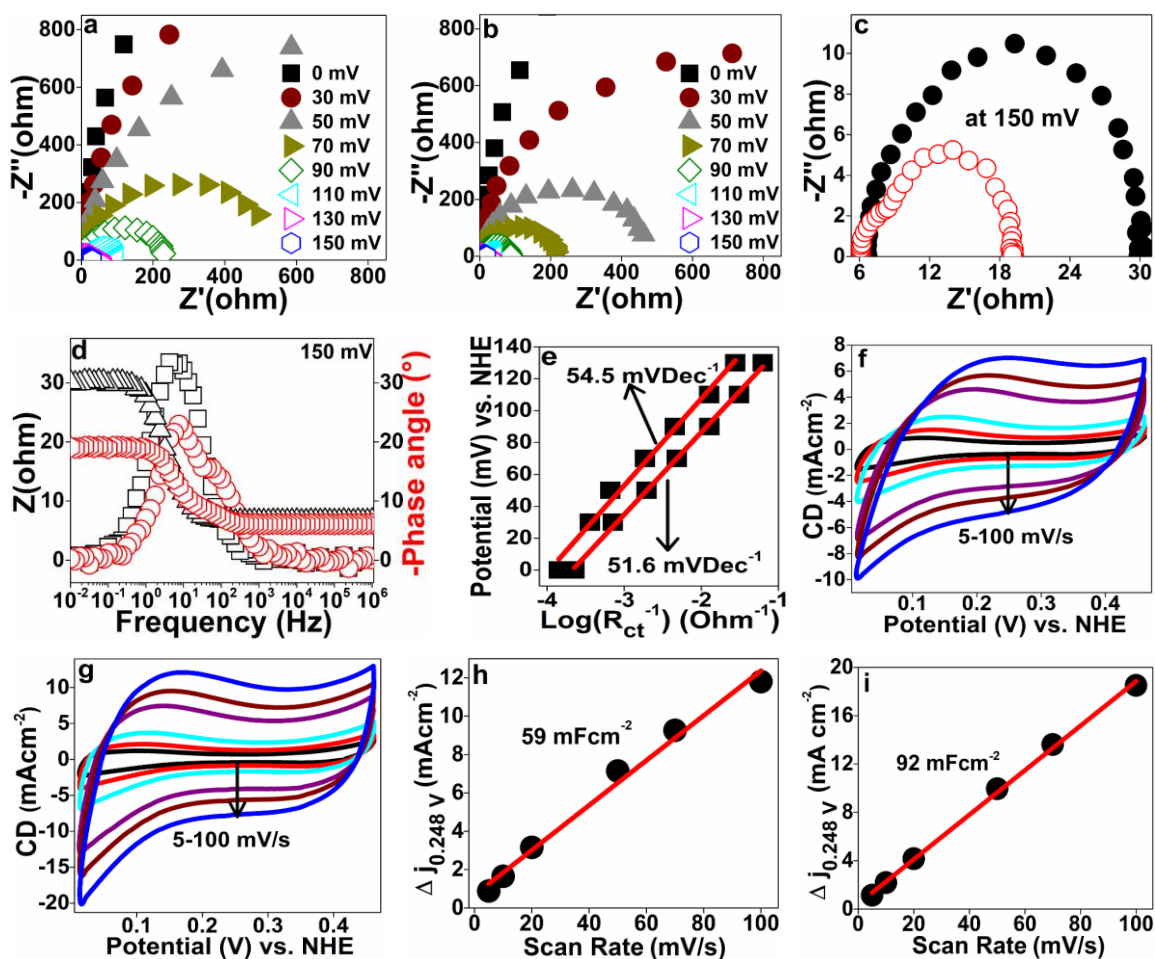 a
-Z''(ohm)
800
600
400
200
0
0 mV
30 mV
50 mV
70 mV
90 mV
110 mV
130 mV
150 mV
0 200 400 600 800
Z'(ohm)
b
-Z''(ohm)
800
600
400
200
0
0 mV
30 mV
50 mV
70 mV
90 mV
110 mV
130 mV
150 mV
0 200 400 600 800
Z'(ohm)
c
-Z''(ohm)
10
8
6
4
2
0
at 150 mV
6 12 18 24 30
Z'(ohm)
d
150 mV
Z(ohm)
30
20
10
0
30
20
10
0
-Phase angle (°)
10⁻² 10⁻¹ 10⁰ 10¹ 10² 10³ 10⁴ 10⁵ 10⁶
Frequency (Hz)
e
Potential (mV) vs. NHE
140
120
100
80
60
40
20
0
54.5 mVDec⁻¹
51.6 mVDec⁻¹
-4 -3 -2 -1
Log(Rct⁻¹) (Ohm⁻¹)
f
CD (mAcm⁻²)
8
6
4
2
0
-2
-4
-6
-8
-10
5-100 mV/s
0.1 0.2 0.3 0.4
Potential (V) vs. NHE
g
CD (mAcm⁻²)
10
5
0
-5
-10
-15
-20
5-100 mV/s
0.1 0.2 0.3 0.4
Potential (V) vs. NHE
h
Δ j0.248 V (mAcm⁻²)
12
10
8
6
4
2
0
59 mFcm⁻²
0 20 40 60 80 100
Scan Rate (mV/s)
i
Δ j0.248 V (mA cm⁻²)
20
16
12
8
4
0
92 mFcm⁻²
0 20 40 60 80 100
Scan Rate (mV/s)